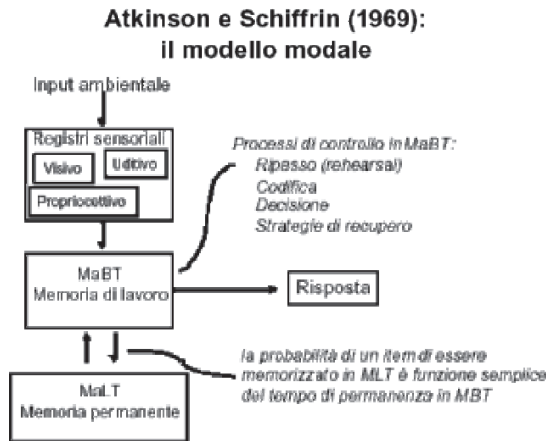 Atkinson e Schiffrin (1969):
il modello modale
Input ambientale
Registri sensoriali
Visivo
Uditivo
Propriocettivo
Processi di controllo in MaBT:
Ripasso (rehearsal)
Codifica
Decisione
Strategie di recupero
MaBT
Memoria di lavoro
Risposta
la probabilità di un item di essere
memorizzato in MLT è funzione semplice
del tempo di permanenza in MBT
MaLT
Memoria permanente